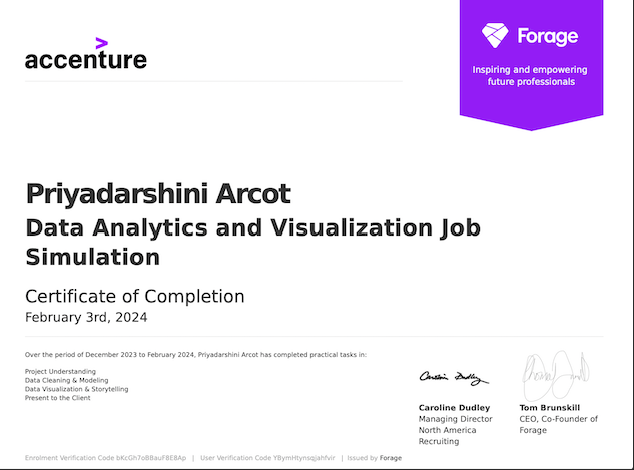 accenture
Forage
Inspiring and empowering
future professionals
Priyadarshini Arcot
Data Analytics and Visualization Job
Simulation
Certificate of Completion
February 3rd, 2024
Over the period of December 2023 to February 2024, Priyadarshini Arcot has completed practical tasks in:
Project Understanding
Data Cleaning & Modeling
Data Visualization & Storytelling
Present to the Client
Caroline Dudley
Caroline Dudley
Managing Director
North America
Recruiting
Tom Brunskill
CEO, Co-Founder of
Forage
Enrolment Verification Code bKcGh7oBBauFBE8Ap | User Verification Code YBymHtynsqjahfvir | Issued by Forage